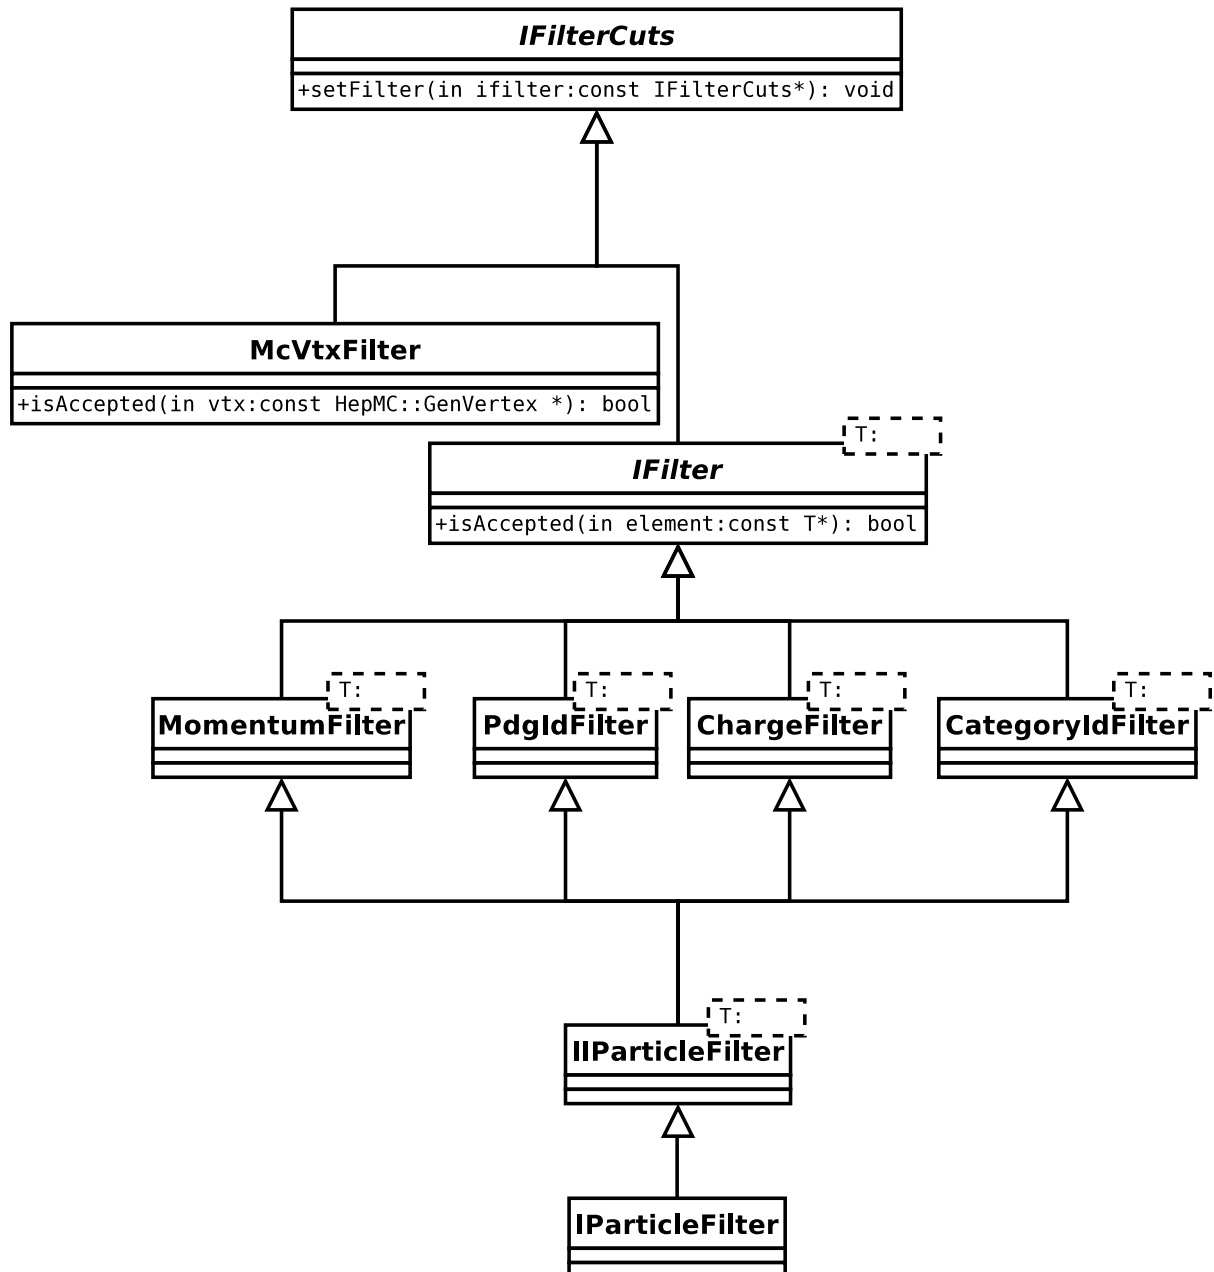 IFilterCuts
+setFilter(in ifilter:const IFilterCuts*): void
McVtxFilter
+isAccepted(in vtx:const HepMC::GenVertex *): bool
T:
IFilter
+isAccepted(in element:const T*): bool
T:
MomentumFilter
T:
PdgIdFilter
T:
ChargeFilter
T:
CategoryIdFilter
T:
IIParticleFilter
IParticleFilter